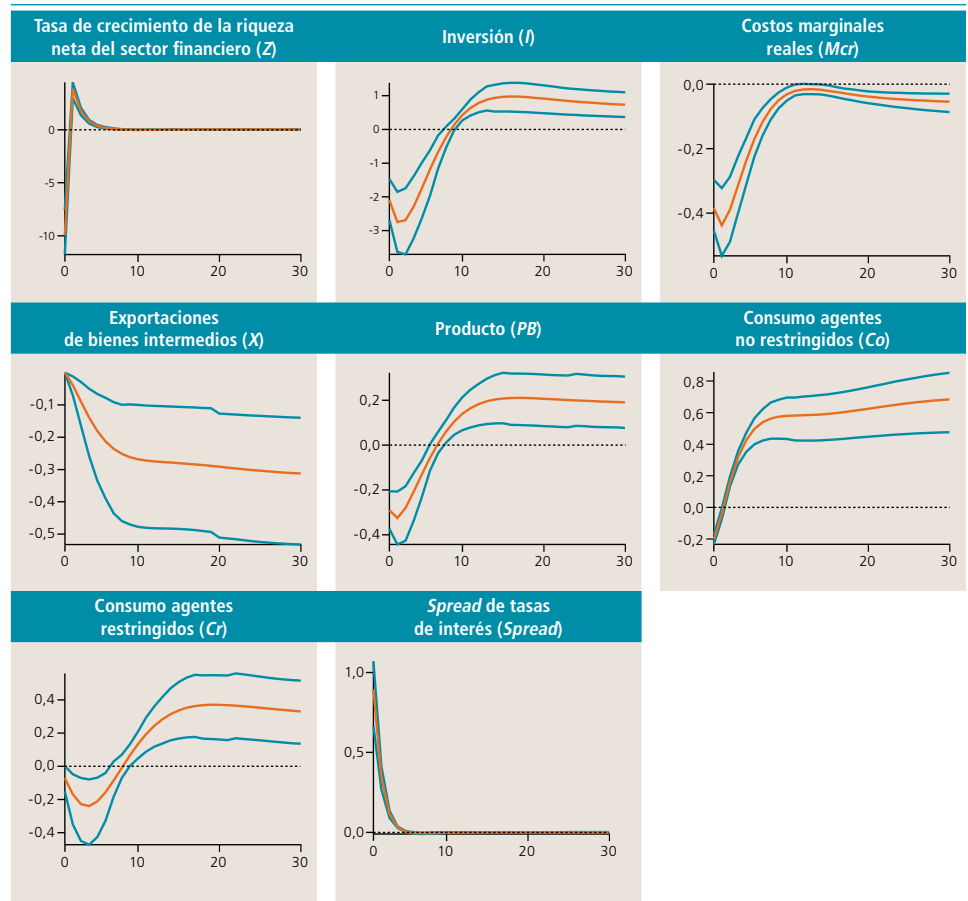 Tasa de crecimiento de la riqueza
neta del sector financiero (Z)
0
-5
-10
0 10 20 30
Inversión (I)
1
0
-1
-2
-3
0 10 20 30
Costos marginales
reales (Mcr)
0,0
-0,2
-0,4
0 10 20 30
Exportaciones
de bienes intermedios (X)
-0,1
-0,2
-0,3
-0,4
-0,5
0 10 20 30
Producto (PB)
0,2
0,0
-0,2
-0,4
0 10 20 30
Consumo agentes
no restringidos (Co)
0,8
0,6
0,4
0,2
0,0
-0,2
0 10 20 30
Consumo agentes
restringidos (Cr)
0,4
0,2
0,0
-0,2
-0,4
0 10 20 30
Spread de tasas
de interés (Spread)
1,0
0,5
0,0
0 10 20 30